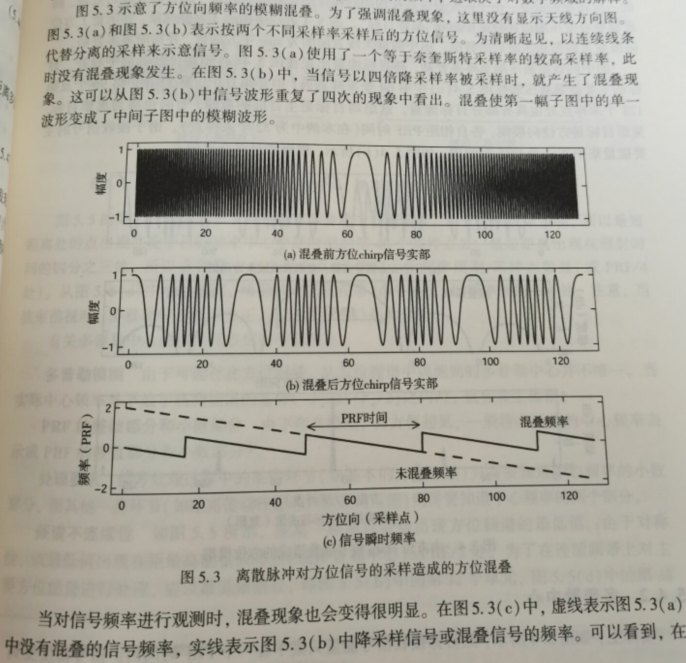 图5.3示意了方位向频率的模糊混叠。为了强调混叠现象，这里没有显示天线方向图。
图5.3(a)和图5.3(b)表示按两个不同采样率采样后的方位信号。为清晰起见，以连续线条
代替分离的采样来示意信号。图5.3(a)使用了一个等于奈奎斯特采样率的较高采样率，此
时没有混叠现象发生。在图5.3(b)中，当信号以四倍降采样率被采样时，就产生了混叠现
象。这可以从图5.3(b)中信号波形重复了四次的现象中看出。混叠使第一幅子图中的单一
波形变成了中间子图中的模糊波形。
幅度
1
0
-1
0 20 40 60 80 100 120
(a) 混叠前方位chirp信号实部
幅度
1
0
-1
20 40 60 80 100 120
(b) 混叠后方位chirp信号实部
频率（PRF）
2
0
-2
PRF时间
混叠频率
未混叠频率
0 20 40 60 80 100 120
方位向（采样点）
(c) 信号瞬时频率
图5.3 离散脉冲对方位信号的采样造成的方位混叠
当对信号频率进行观测时，混叠现象也会变得很明显。在图5.3(c)中，虚线表示图5.3(a)
中没有混叠的信号频率，实线表示图5.3(b)中降采样信号或混叠信号的频率。可以看到，在